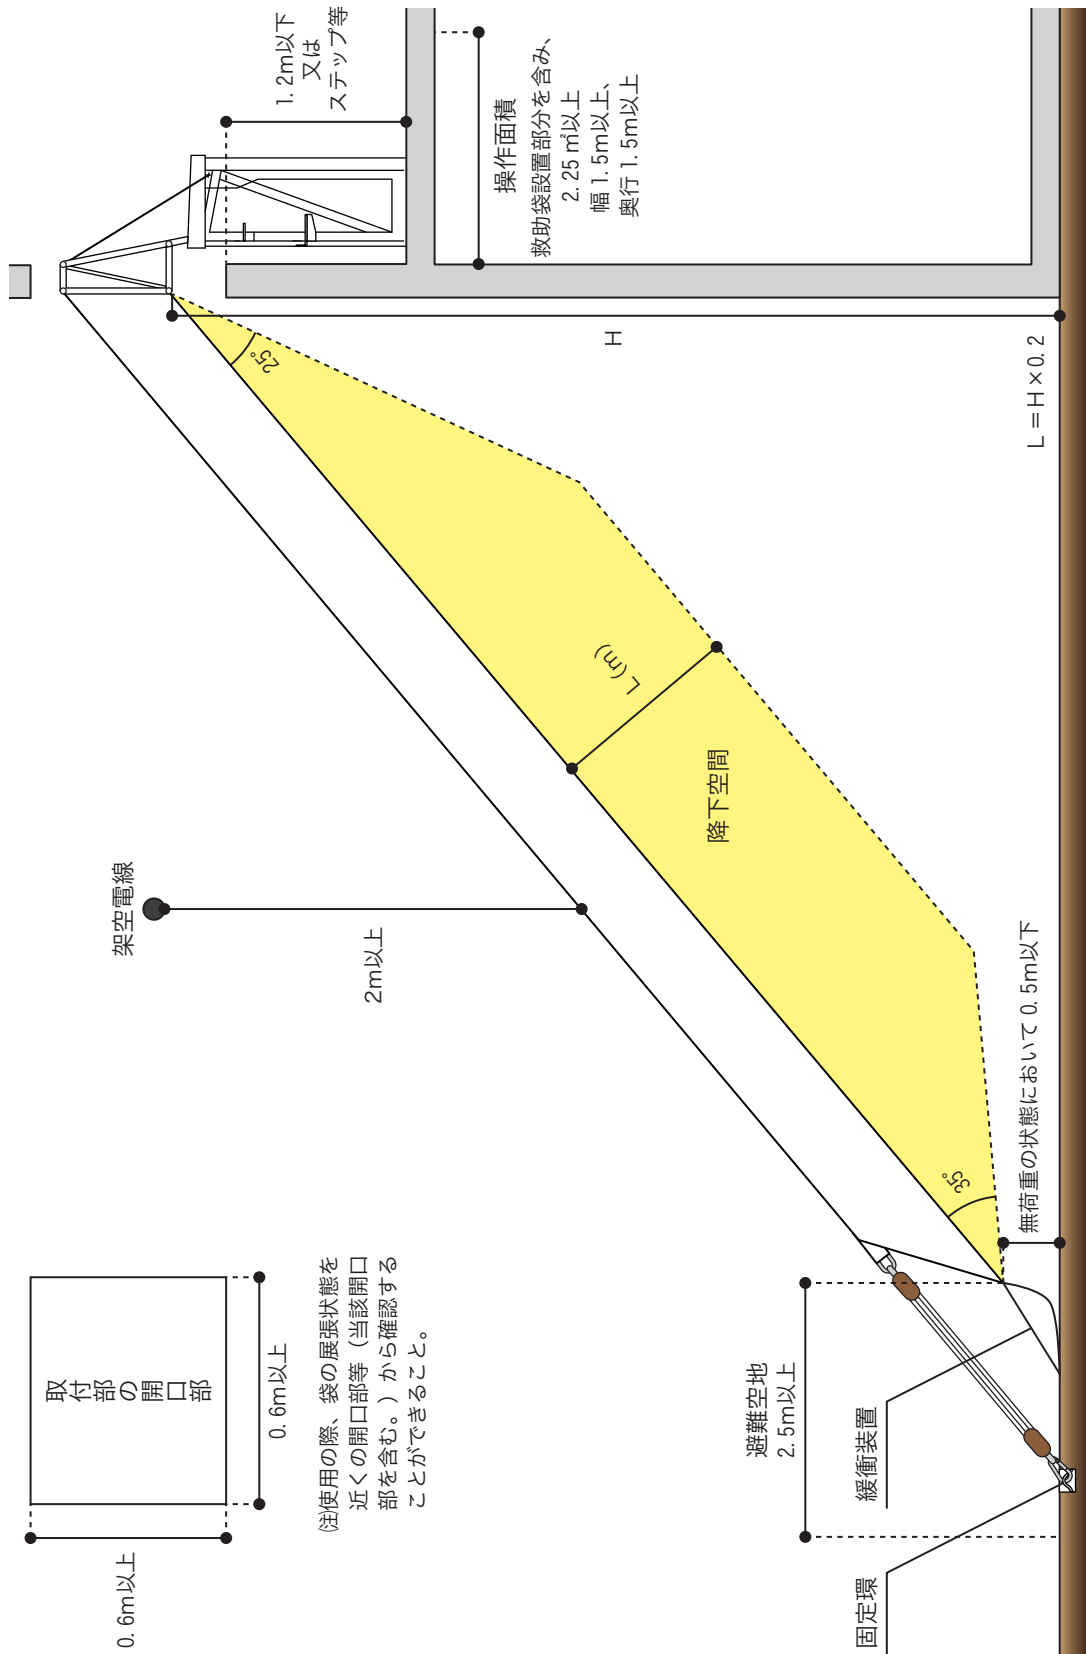 1.2m以下
又は
ステップ等
操作面積
救助袋設置部分を含み、
2.25㎡以上
幅1.5m以上、
奥行1.5m以上
25°
H
L＝H×0.2
L(m)
降下空間
架空電線
2m以上
35°
無荷重の状態において0.5m以下
取付部の開口部
0.6m以上
0.6m以上
㊟使用の際、袋の展張状態を
近くの開口部等（当該開口
部を含む。）から確認する
ことができること。
避難空地
2.5m以上
緩衝装置
固定環